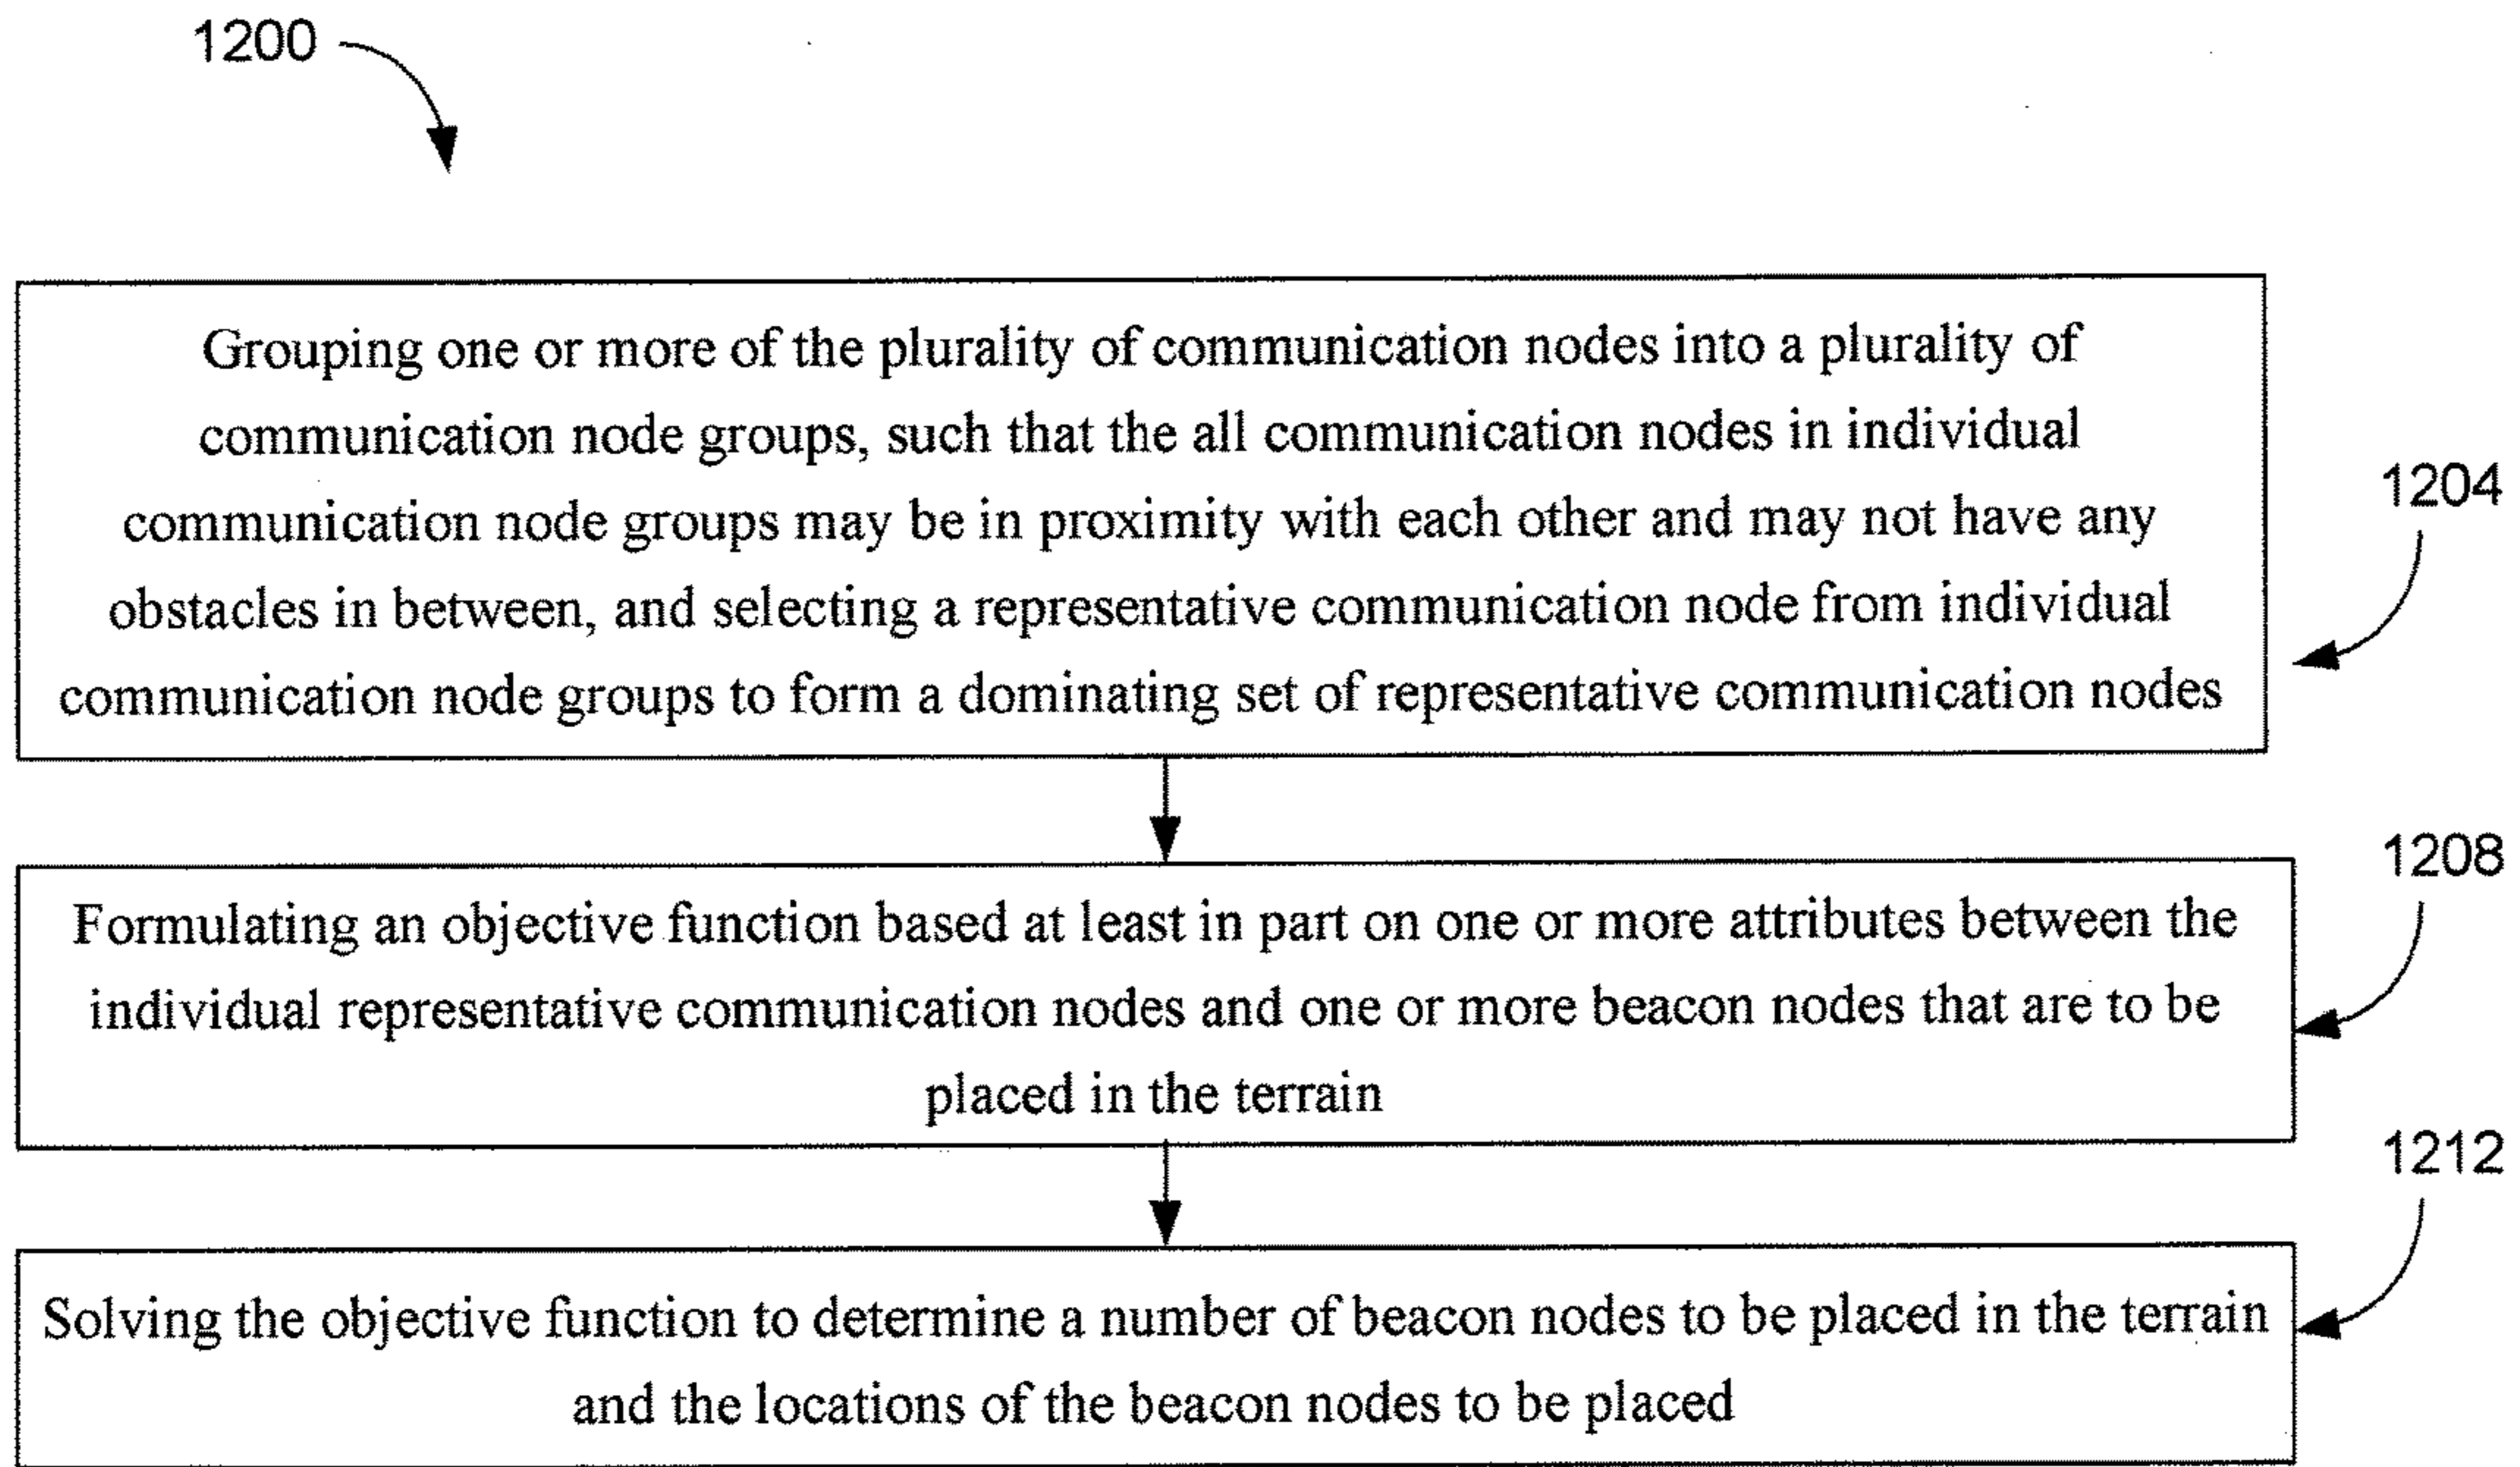 1200
Grouping one or more of the plurality of communication nodes into a plurality of
communication node groups, such that the all communication nodes in individual
communication node groups may be in proximity with each other and may not have any
obstacles in between, and selecting a representative communication node from individual
communication node groups to form a dominating set of representative communication nodes
1204
Formulating an objective function based at least in part on one or more attributes between the
individual representative communication nodes and one or more beacon nodes that are to be
placed in the terrain
1208
Solving the objective function to determine a number of beacon nodes to be placed in the terrain
and the locations of the beacon nodes to be placed
1212